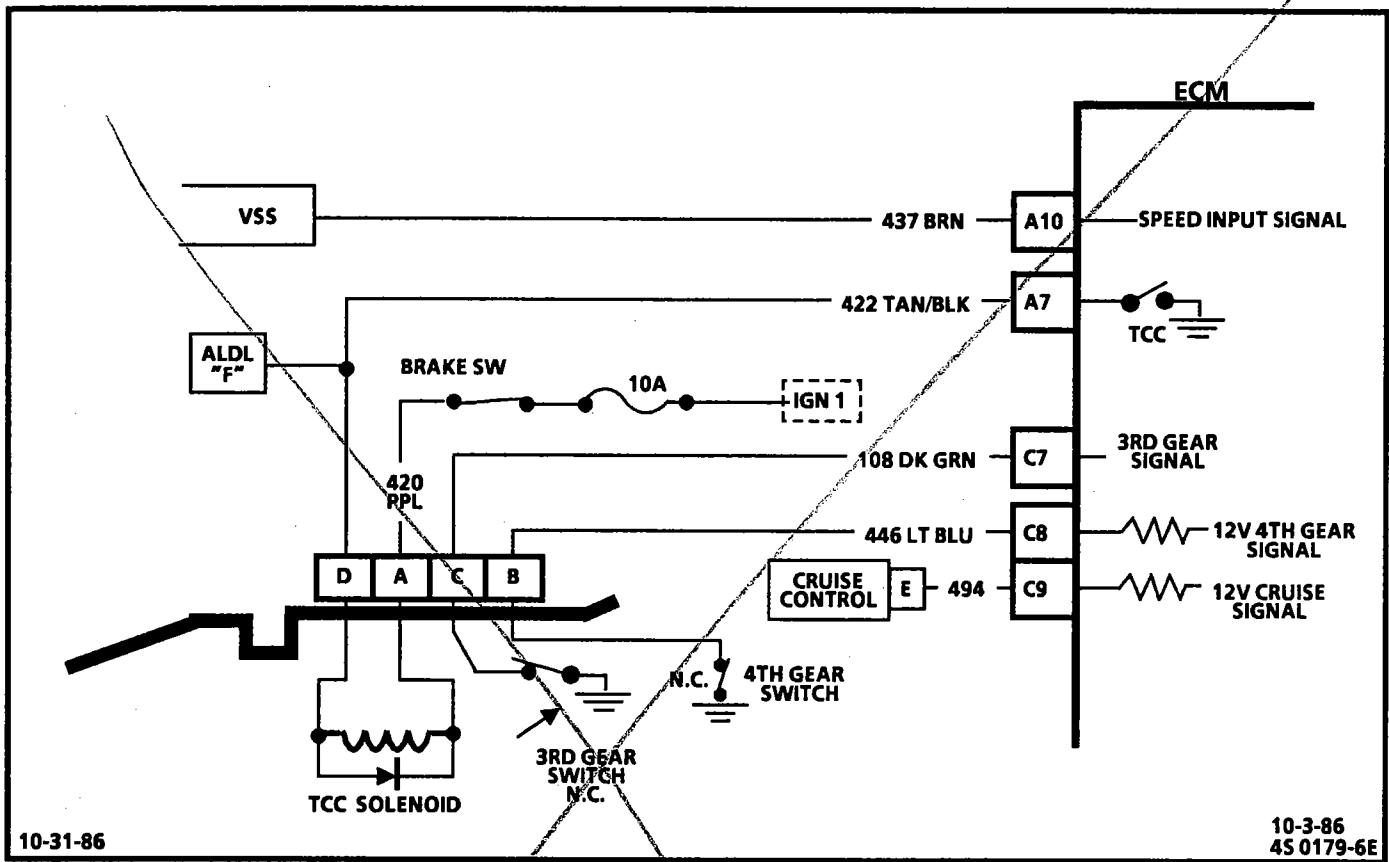 ECM
VSS
437 BRN
A10
SPEED INPUT SIGNAL
422 TAN/BLK
A7
TCC
ALDL
"F"
BRAKE SW
10A
IGN 1
108 DK GRN
C7
3RD GEAR
SIGNAL
420
PPL
446 LT BLU
C8
12V 4TH GEAR
SIGNAL
D
A
C
B
CRUISE
CONTROL
E
494
C9
12V CRUISE
SIGNAL
N.C.
4TH GEAR
SWITCH
3RD GEAR
SWITCH
N.C.
TCC SOLENOID
10-31-86
10-3-86
4S 0179-6E